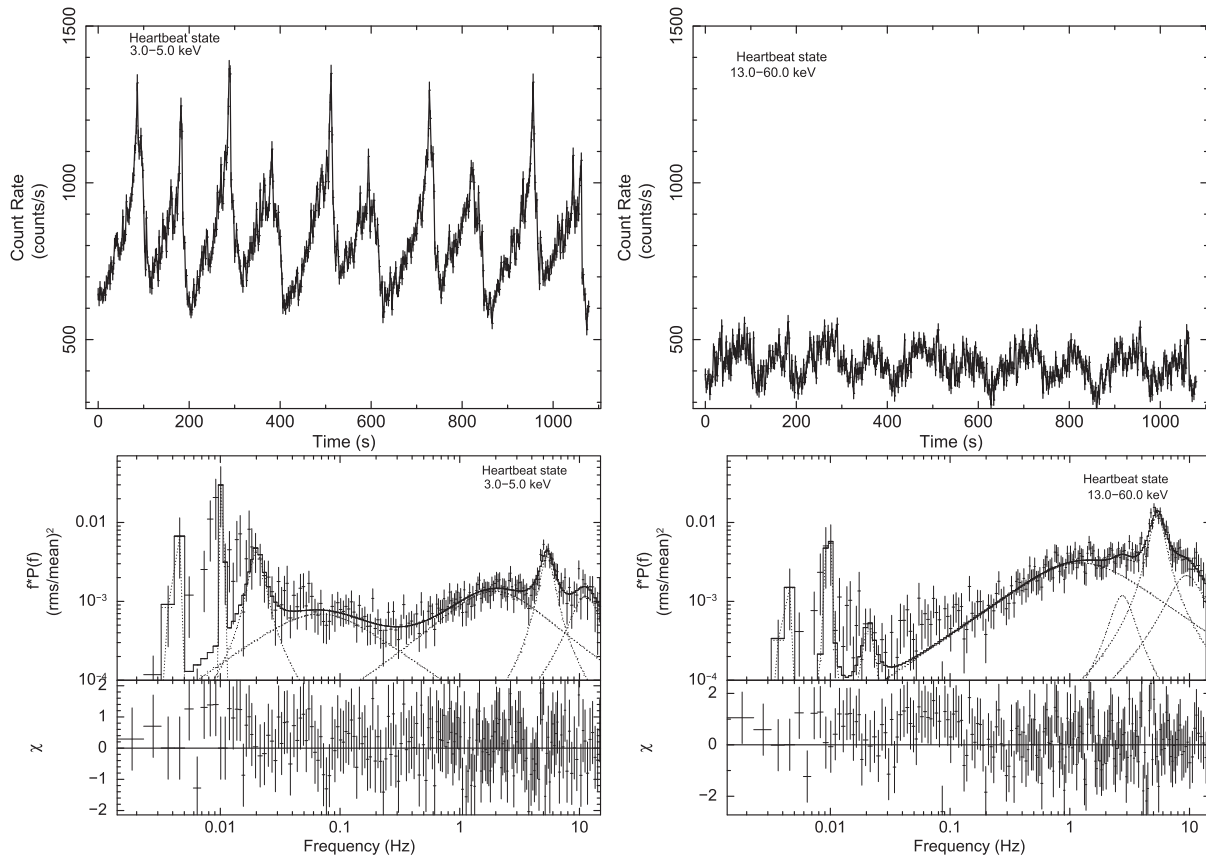 Heartbeat state
3.0−5.0 keV
1500
1000
500
Count Rate
(counts/s)
0 200 400 600 800 1000
Time (s)
Heartbeat state
13.0−60.0 keV
1500
1000
500
Count Rate
(counts/s)
0 200 400 600 800 1000
Time (s)
Heartbeat state
3.0−5.0 keV
0.01
10−3
10−4
f*P(f)
(rms/mean)²
2
1
0
−1
−2
χ
0.01 0.1 1 10
Frequency (Hz)
Heartbeat state
13.0−60.0 keV
0.01
10−3
10−4
f*P(f)
(rms/mean)²
2
0
−2
χ
0.01 0.1 1 10
Frequency (Hz)